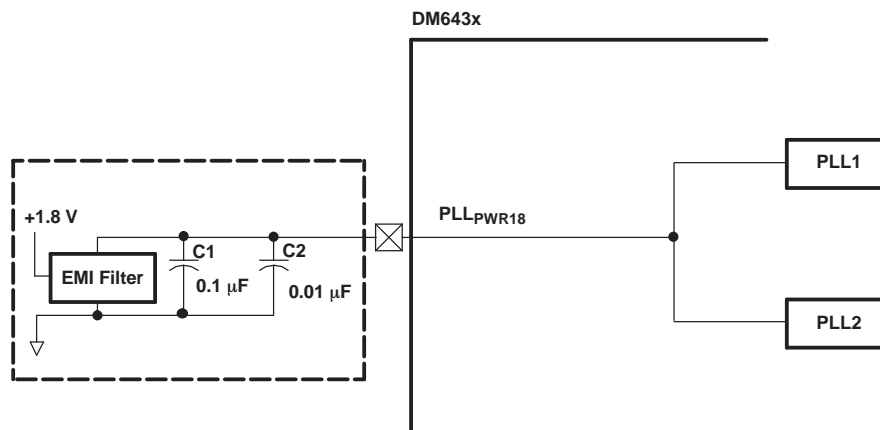 DM643x
PLL1
+1.8 V
PLLPWR18
C1
C2
EMI Filter
0.1 μF
0.01 μF
PLL2